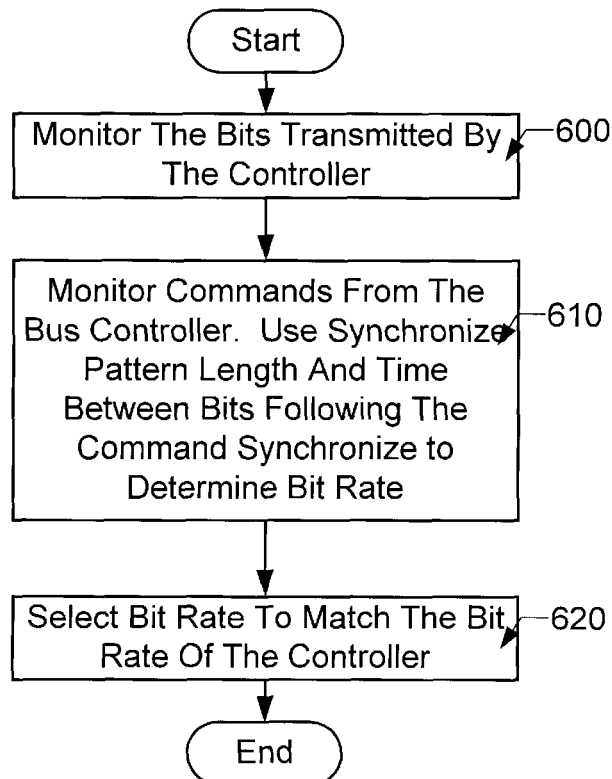 Start
Monitor The Bits Transmitted By
The Controller
600
Monitor Commands From The
Bus Controller. Use Synchronize
Pattern Length And Time
Between Bits Following The
Command Synchronize to
Determine Bit Rate
610
Select Bit Rate To Match The Bit
Rate Of The Controller
620
End